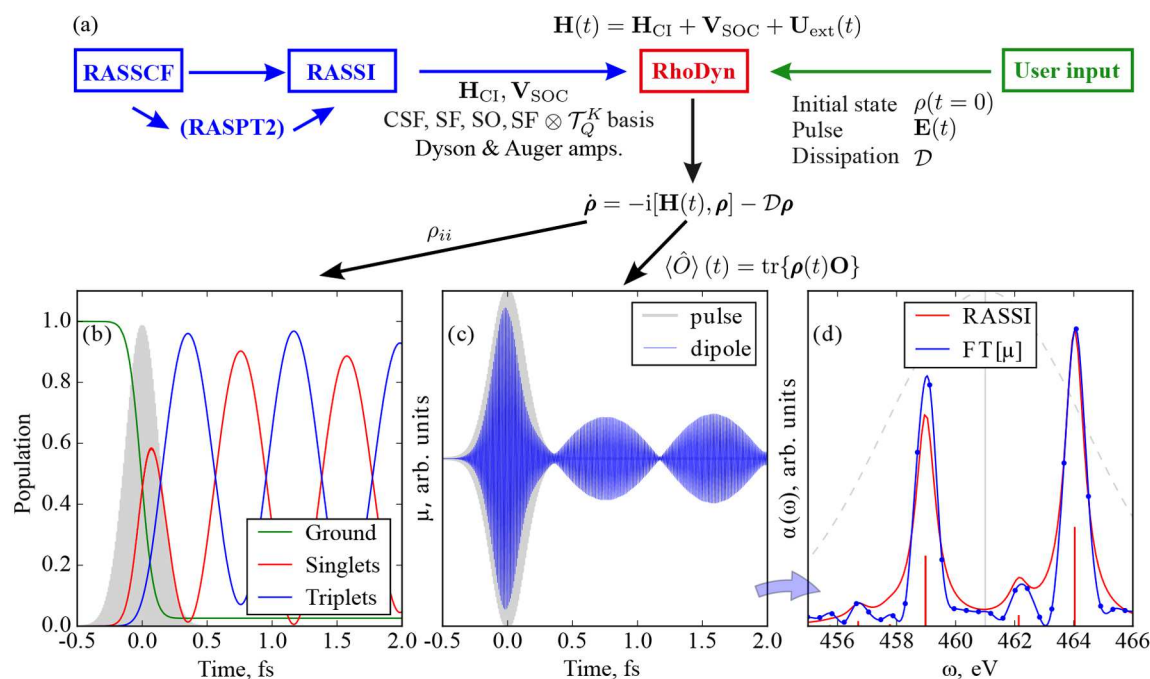 (a)
H(t) = H_CI + V_SOC + U_ext(t)
RASSCF
RASSI
RhoDyn
User input
(RASPT2)
H_CI, V_SOC
CSF, SF, SO, SF ⊗ 𝒯_Q^K basis
Dyson & Auger amps.
Initial state ρ(t = 0)
Pulse E(t)
Dissipation 𝒟
ρ̇ = −i[H(t), ρ] − 𝒟ρ
ρ_ii
⟨Ô⟩ (t) = tr{ρ(t)O}
(b)
Population
1.0
0.8
0.6
0.4
0.2
0.0
Ground
Singlets
Triplets
-0.5 0.0 0.5 1.0 1.5 2.0
Time, fs
(c)
μ, arb. units
pulse
dipole
-0.5 0.0 0.5 1.0 1.5 2.0
Time, fs
(d)
α(ω), arb. units
RASSI
FT[μ]
456 458 460 462 464 466
ω, eV